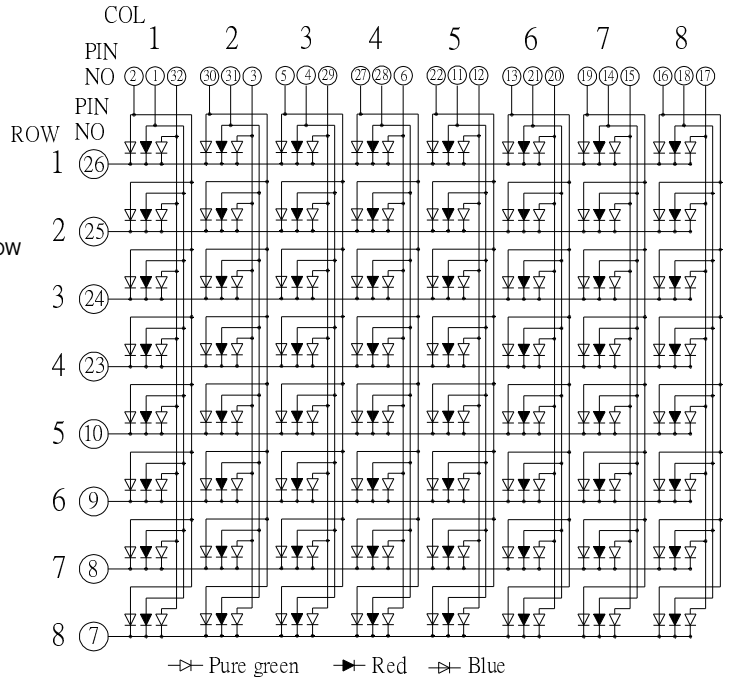 COL
1 2 3 4 5 6 7 8
PIN
NO 2 1 32 30 31 3 5 4 29 27 28 6 22 11 12 13 21 20 19 14 15 16 18 17
PIN
ROW NO
1 26
2 25
ow
3 24
4 23
5 10
6 9
7 8
8 7
Pure green Red Blue